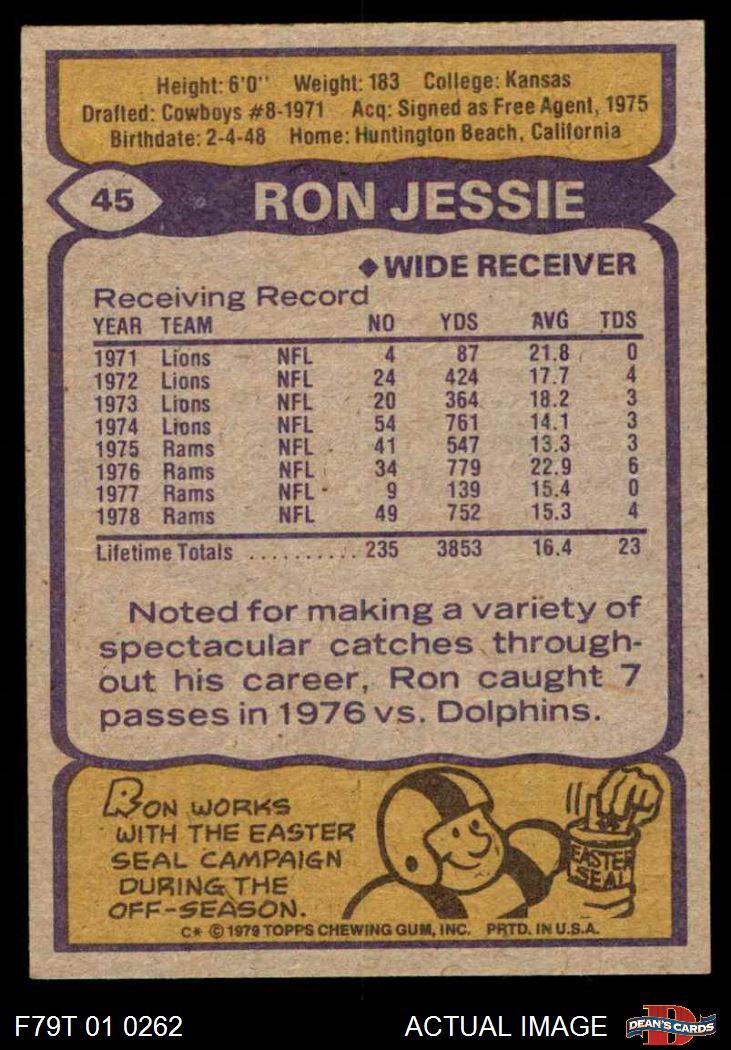 Height: 6'0" Weight: 183 College: Kansas
Drafted: Cowboys #8-1971 Acq: Signed as Free Agent, 1975
Birthdate: 2-4-48 Home: Huntington Beach, California
45 RON JESSIE
◆WIDE RECEIVER
Receiving Record
YEAR TEAM NO YDS AVG TDS
1971 Lions NFL 4 87 21.8 0
1972 Lions NFL 24 424 17.7 4
1973 Lions NFL 20 364 18.2 3
1974 Lions NFL 54 761 14.1 3
1975 Rams NFL 41 547 13.3 3
1976 Rams NFL 34 779 22.9 6
1977 Rams NFL 9 139 15.4 0
1978 Rams NFL 49 752 15.3 4
Lifetime Totals .......... 235 3853 16.4 23
Noted for making a variety of
spectacular catches through-
out his career, Ron caught 7
passes in 1976 vs. Dolphins.
RON WORKS
WITH THE EASTER
SEAL CAMPAIGN
DURING THE
OFF-SEASON.
EASTER
SEAL
C* © 1979 TOPPS CHEWING GUM, INC. PRTD. IN U.S.A.
F79T 01 0262 ACTUAL IMAGE D DEAN'S CARDS